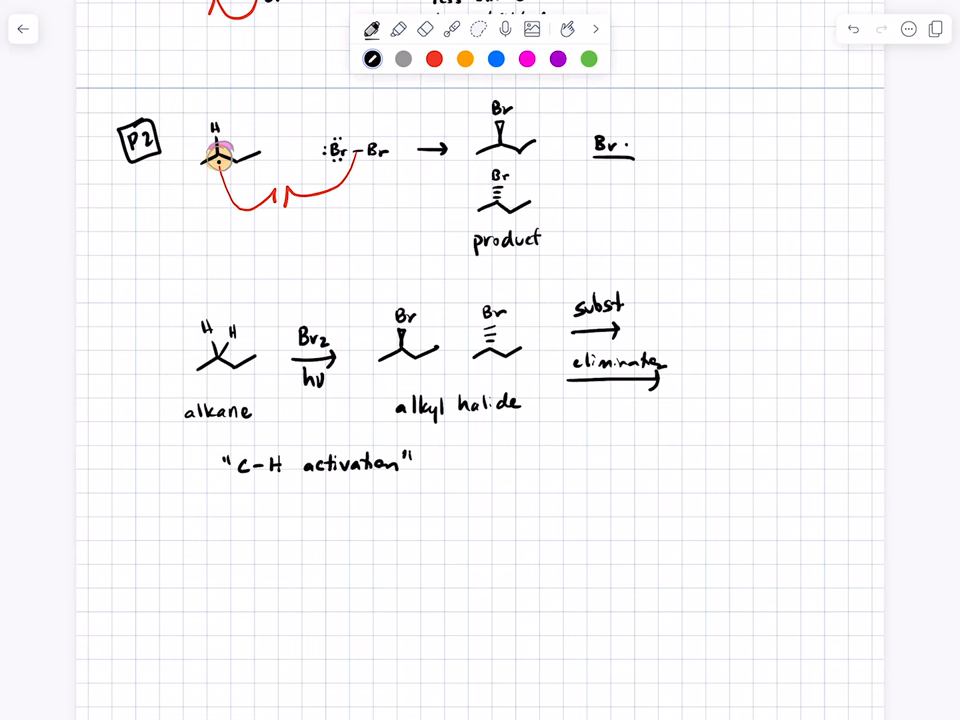 P2
H
:Br-Br → Br Br·
Br
product
H H Br2 hν Br Br subst
eliminate
alkane alkyl halide
"C-H activation"